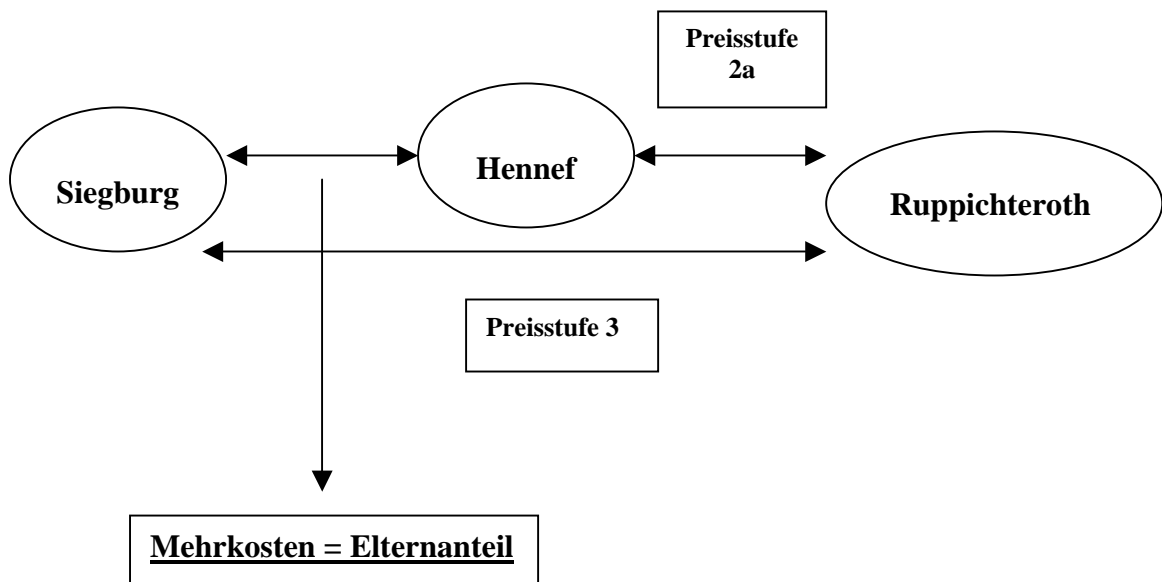 Preisstufe
2a
Hennef
Siegburg
Ruppichteroth
Preisstufe 3
Mehrkosten = Elternanteil